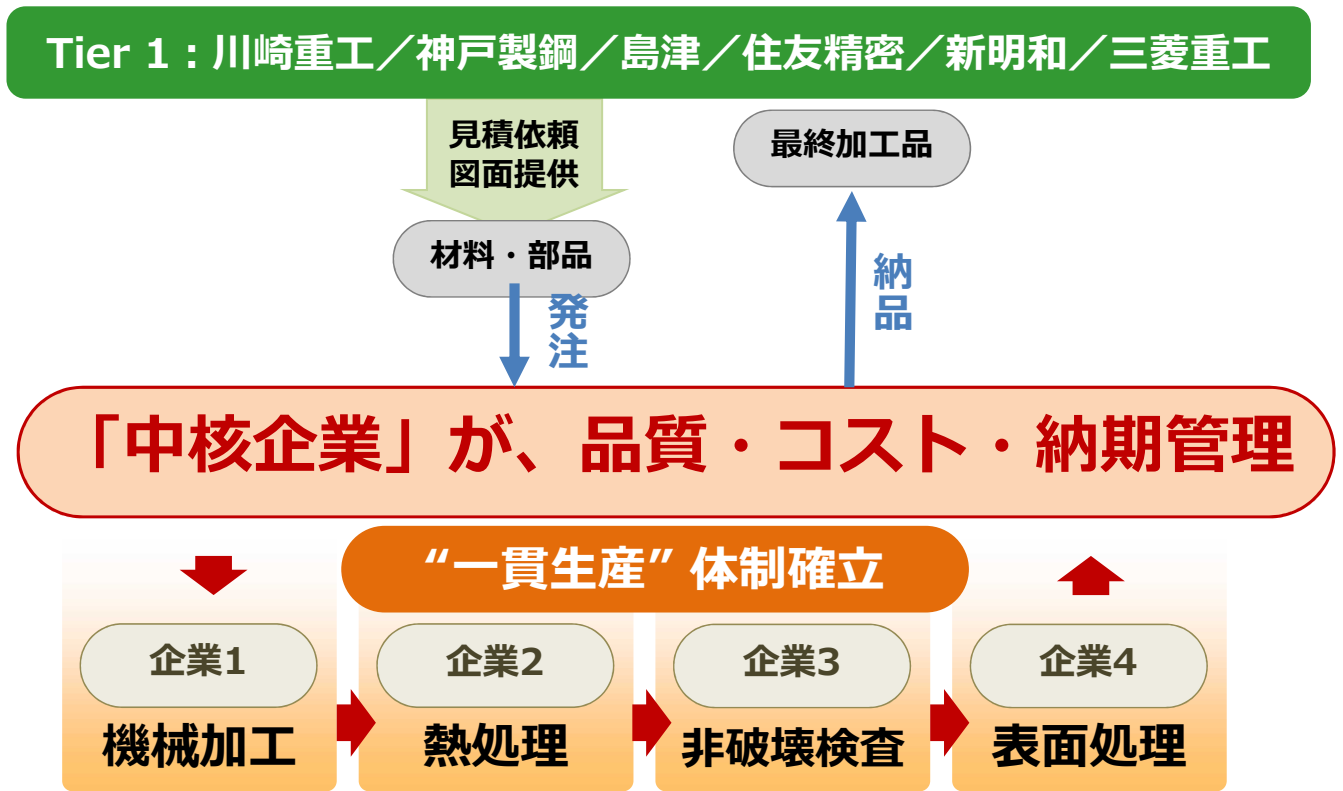 Tier 1：川崎重工／神戸製鋼／島津／住友精密／新明和／三菱重工
見積依頼
図面提供
最終加工品
材料・部品
発注
納品
「中核企業」が、品質・コスト・納期管理
“一貫生産” 体制確立
企業1
機械加工
企業2
熱処理
企業3
非破壊検査
企業4
表面処理